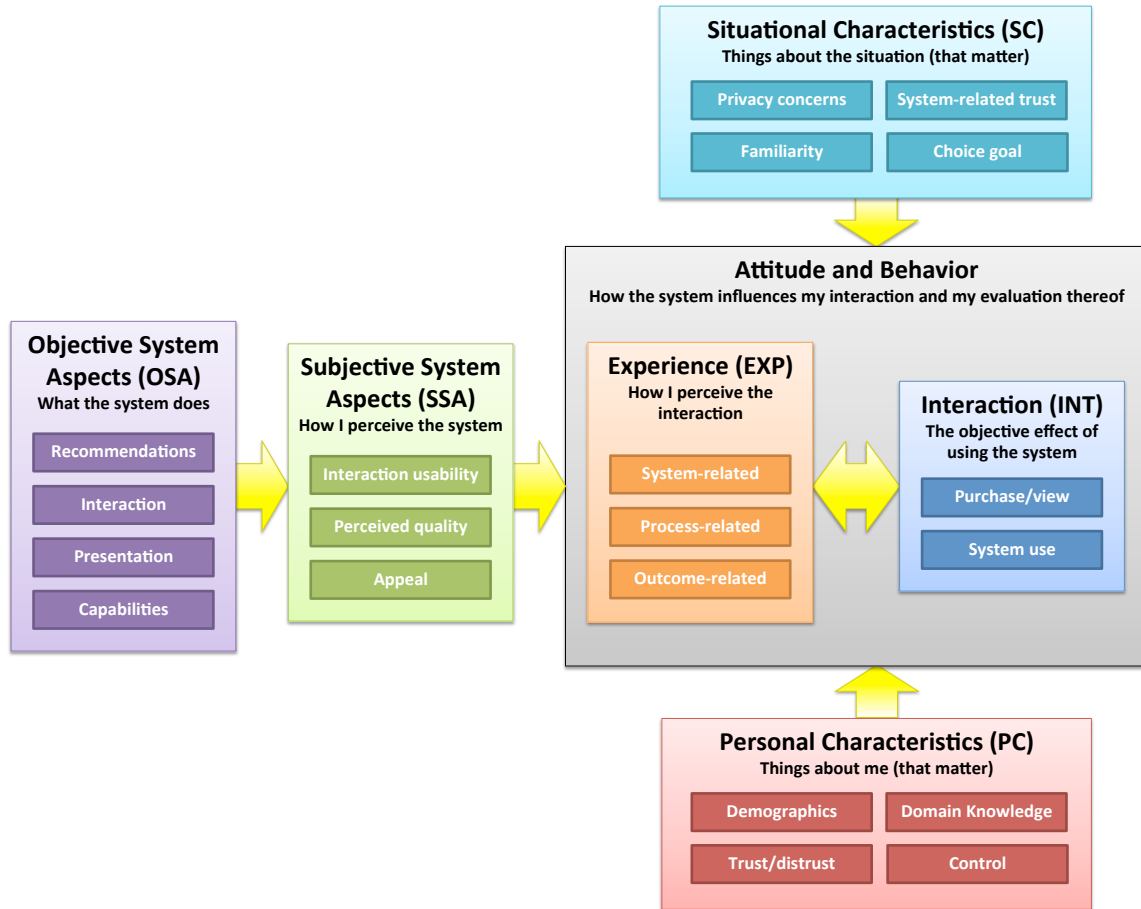 Situational Characteristics (SC)
Things about the situation (that matter)
Privacy concerns
System-related trust
Familiarity
Choice goal
Attitude and Behavior
How the system influences my interaction and my evaluation thereof
Objective System
Aspects (OSA)
What the system does
Recommendations
Interaction
Presentation
Capabilities
Subjective System
Aspects (SSA)
How I perceive the system
Interaction usability
Perceived quality
Appeal
Experience (EXP)
How I perceive the
interaction
System-related
Process-related
Outcome-related
Interaction (INT)
The objective effect of
using the system
Purchase/view
System use
Personal Characteristics (PC)
Things about me (that matter)
Demographics
Domain Knowledge
Trust/distrust
Control